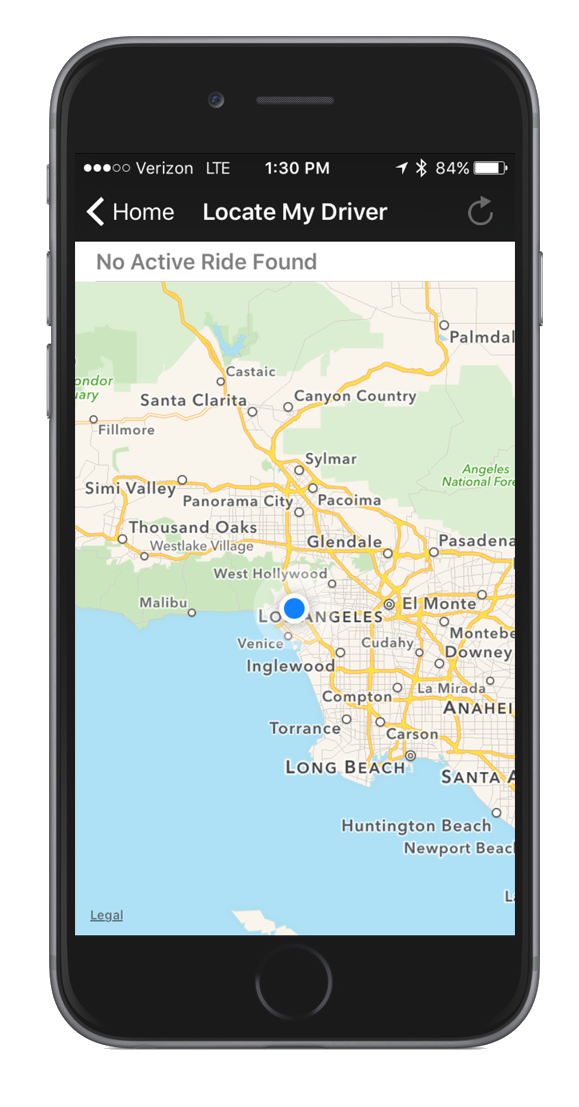 Verizon LTE 1:30 PM 84%
Home Locate My Driver
No Active Ride Found
Palmdal
Castaic
ondor
uary
Santa Clarita
Canyon Country
Fillmore
Sylmar
Angeles
National Fore
Simi Valley
Panorama City
Pacoima
Thousand Oaks
Glendale
Pasadena
Westlake Village
West Hollywood
Malibu
LOS ANGELES
El Monte
Montebe
Venice
Cudahy
Downey
Inglewood
Compton
La Mirada
ANAHEI
Torrance
Carson
LONG BEACH
SANTA A
Huntington Beach
Newport Beach
L
Legal